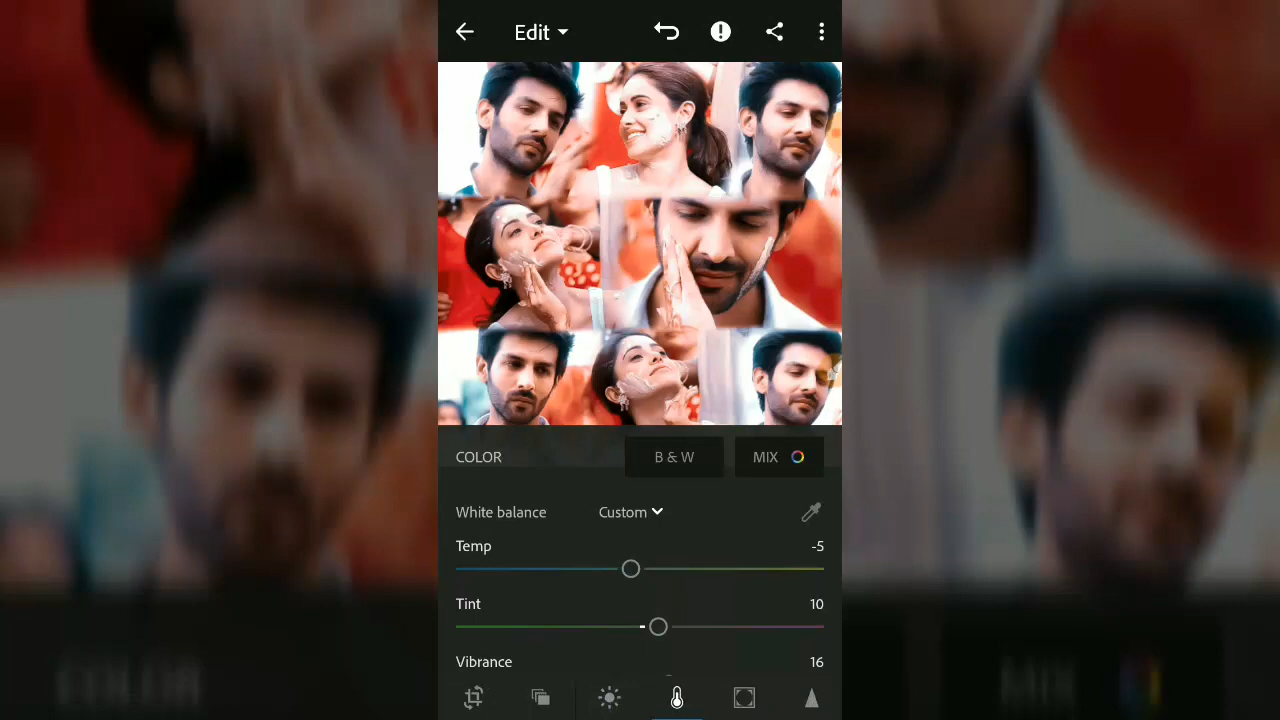 Edit
COLOR
B & W
MIX
White balance
Custom
Temp
-5
Tint
10
Vibrance
16